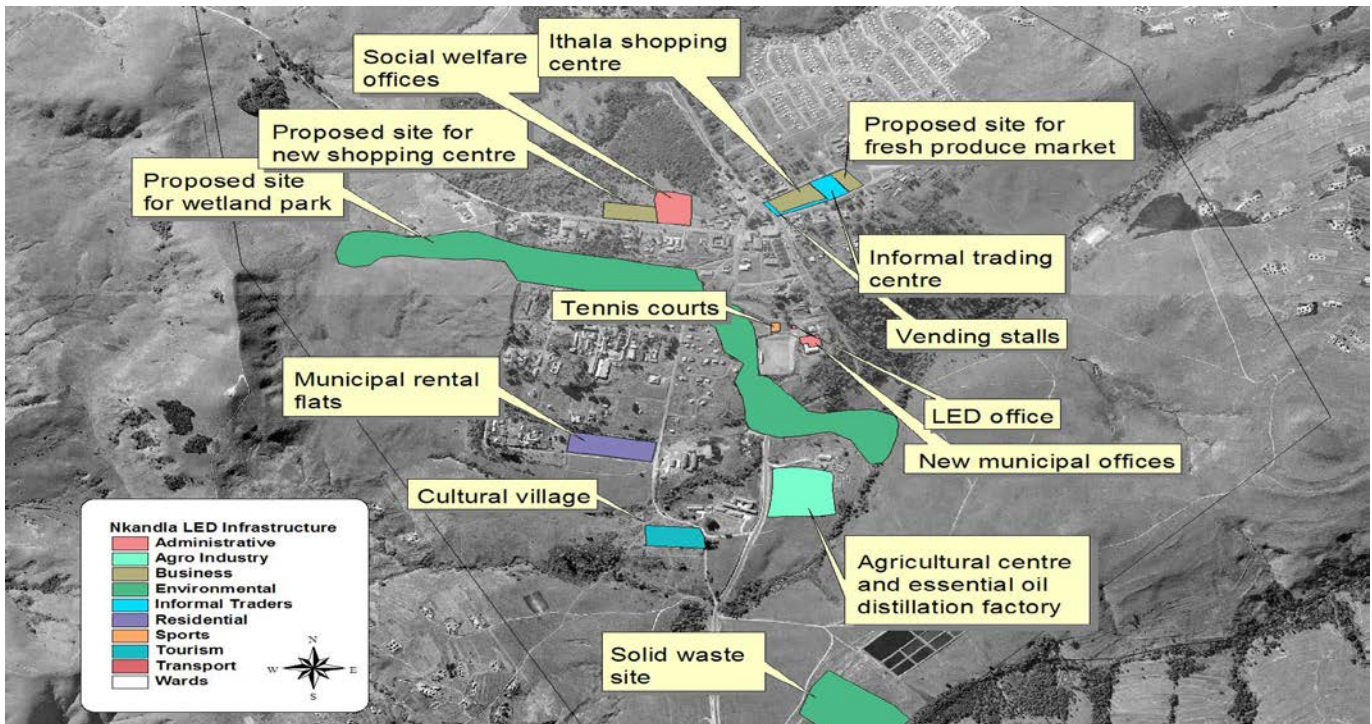 Social welfare
offices
Ithala shopping
centre
Proposed site for
new shopping centre
Proposed site for
fresh produce market
Proposed site
for wetland park
Informal trading
centre
Tennis courts
Vending stalls
Municipal rental
flats
LED office
New municipal offices
Cultural village
Agricultural centre
and essential oil
distillation factory
Solid waste
site
Nkandla LED Infrastructure
Administrative
Agro Industry
Business
Environmental
Informal Traders
Residential
Sports
Tourism
Transport
Wards
N
W E
S